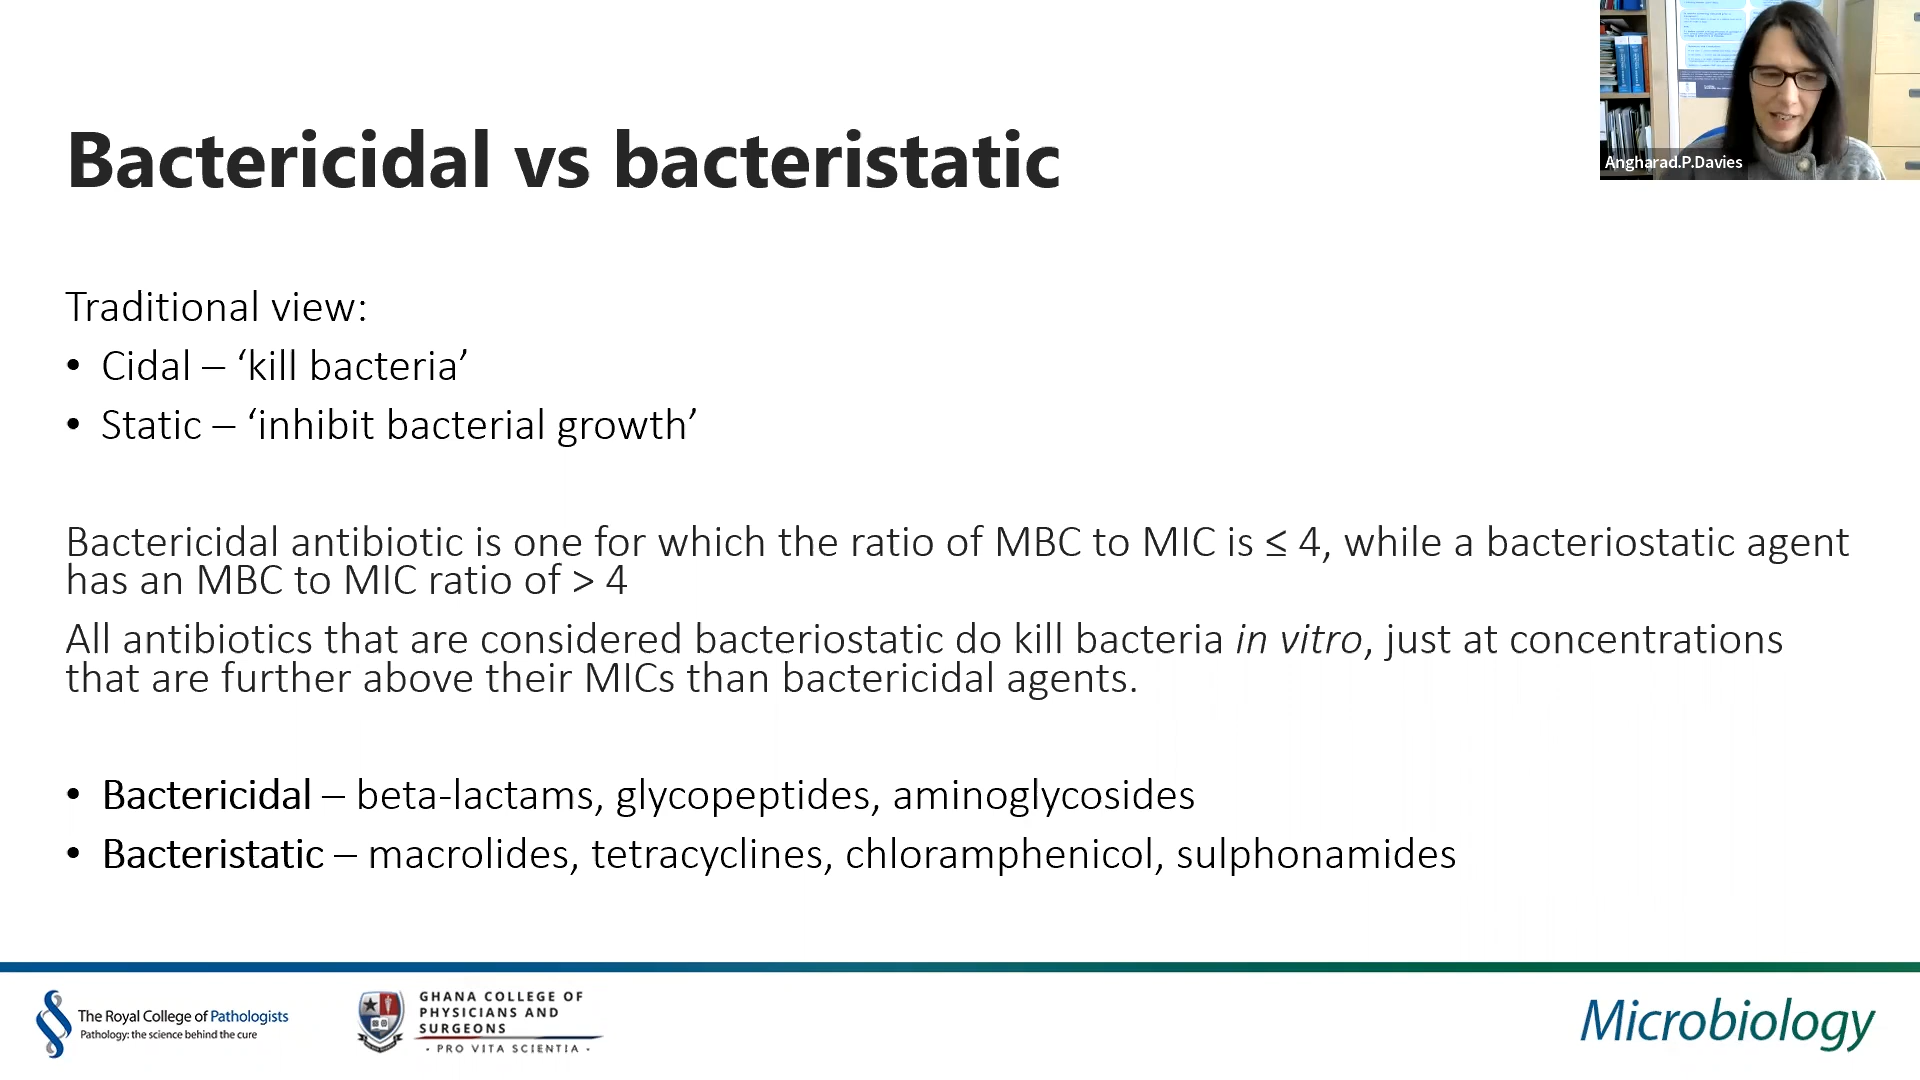 Bactericidal vs bacteristatic
Angharad.P.Davies
Traditional view:
• Cidal – ‘kill bacteria’
• Static – ‘inhibit bacterial growth’
Bactericidal antibiotic is one for which the ratio of MBC to MIC is ≤ 4, while a bacteriostatic agent
has an MBC to MIC ratio of > 4
All antibiotics that are considered bacteriostatic do kill bacteria in vitro, just at concentrations
that are further above their MICs than bactericidal agents.
• Bactericidal – beta-lactams, glycopeptides, aminoglycosides
• Bacteristatic – macrolides, tetracyclines, chloramphenicol, sulphonamides
The Royal College of Pathologists
Pathology: the science behind the cure
GHANA COLLEGE OF
PHYSICIANS AND
SURGEONS
- PRO VITA SCIENTIA -
Microbiology